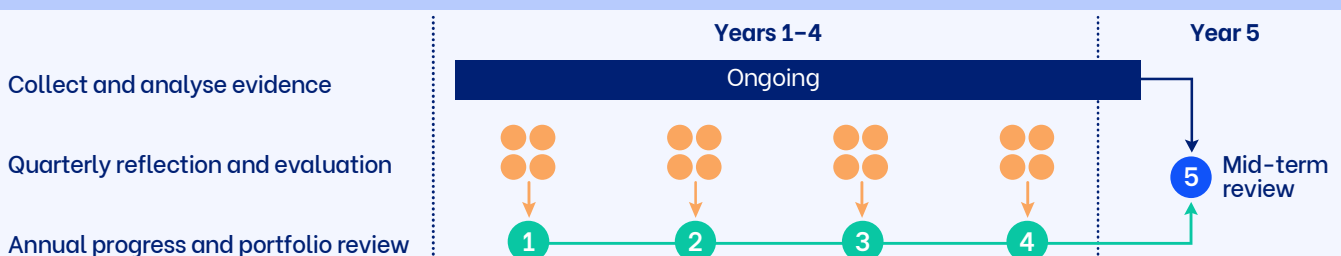 Years 1–4
Year 5
Collect and analyse evidence
Ongoing
Quarterly reflection and evaluation
5
Mid-term
review
Annual progress and portfolio review
1
2
3
4